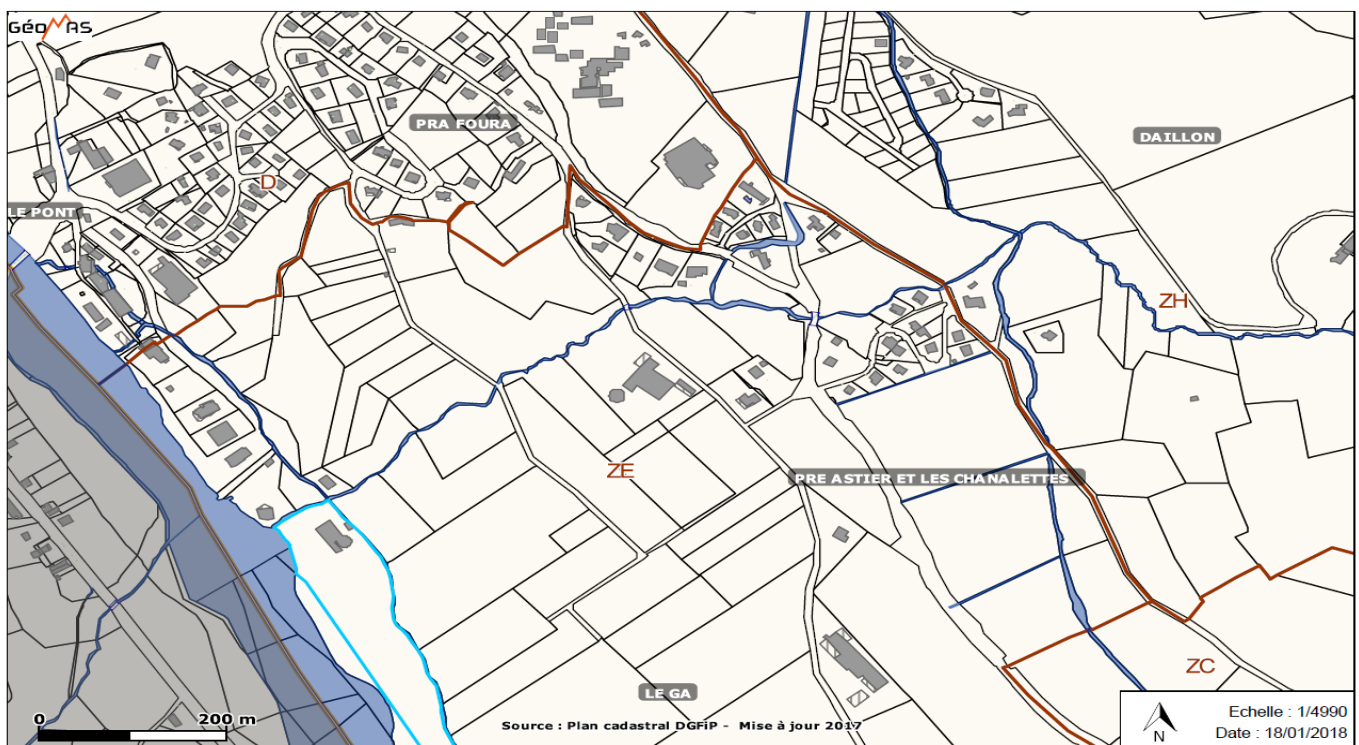 GéoMAS
PRA FOURA
DAILLON
D
LE PONT
ZH
ZE
PRE ASTIER ET LES CHANALETTES
ZC
LE GA
0 200 m
Source : Plan cadastral DGFiP - Mise à jour 2017
N
Echelle : 1/4990
Date : 18/01/2018